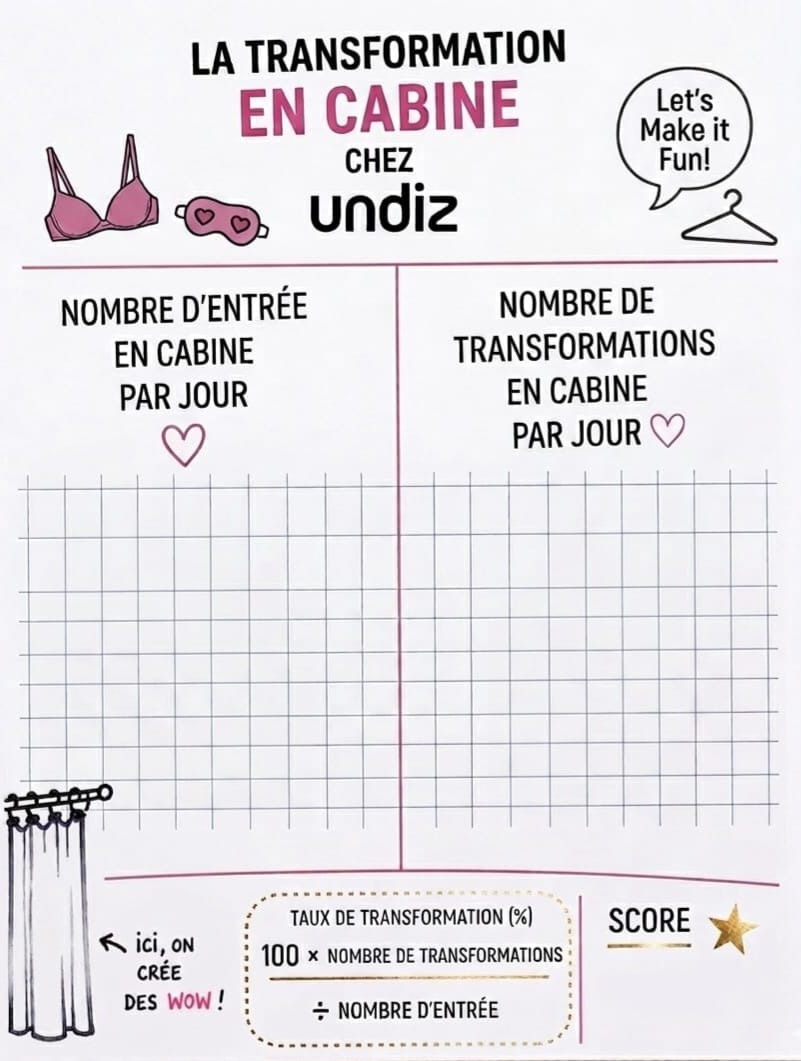 LA TRANSFORMATION
EN CABINE
CHEZ
undiz
Let's
Make it
Fun!
NOMBRE D'ENTRÉE
EN CABINE
PAR JOUR
NOMBRE DE
TRANSFORMATIONS
EN CABINE
PAR JOUR
ici, ON
CRÉE
DES WOW !
TAUX DE TRANSFORMATION (%)
100 × NOMBRE DE TRANSFORMATIONS
÷ NOMBRE D'ENTRÉE
SCORE